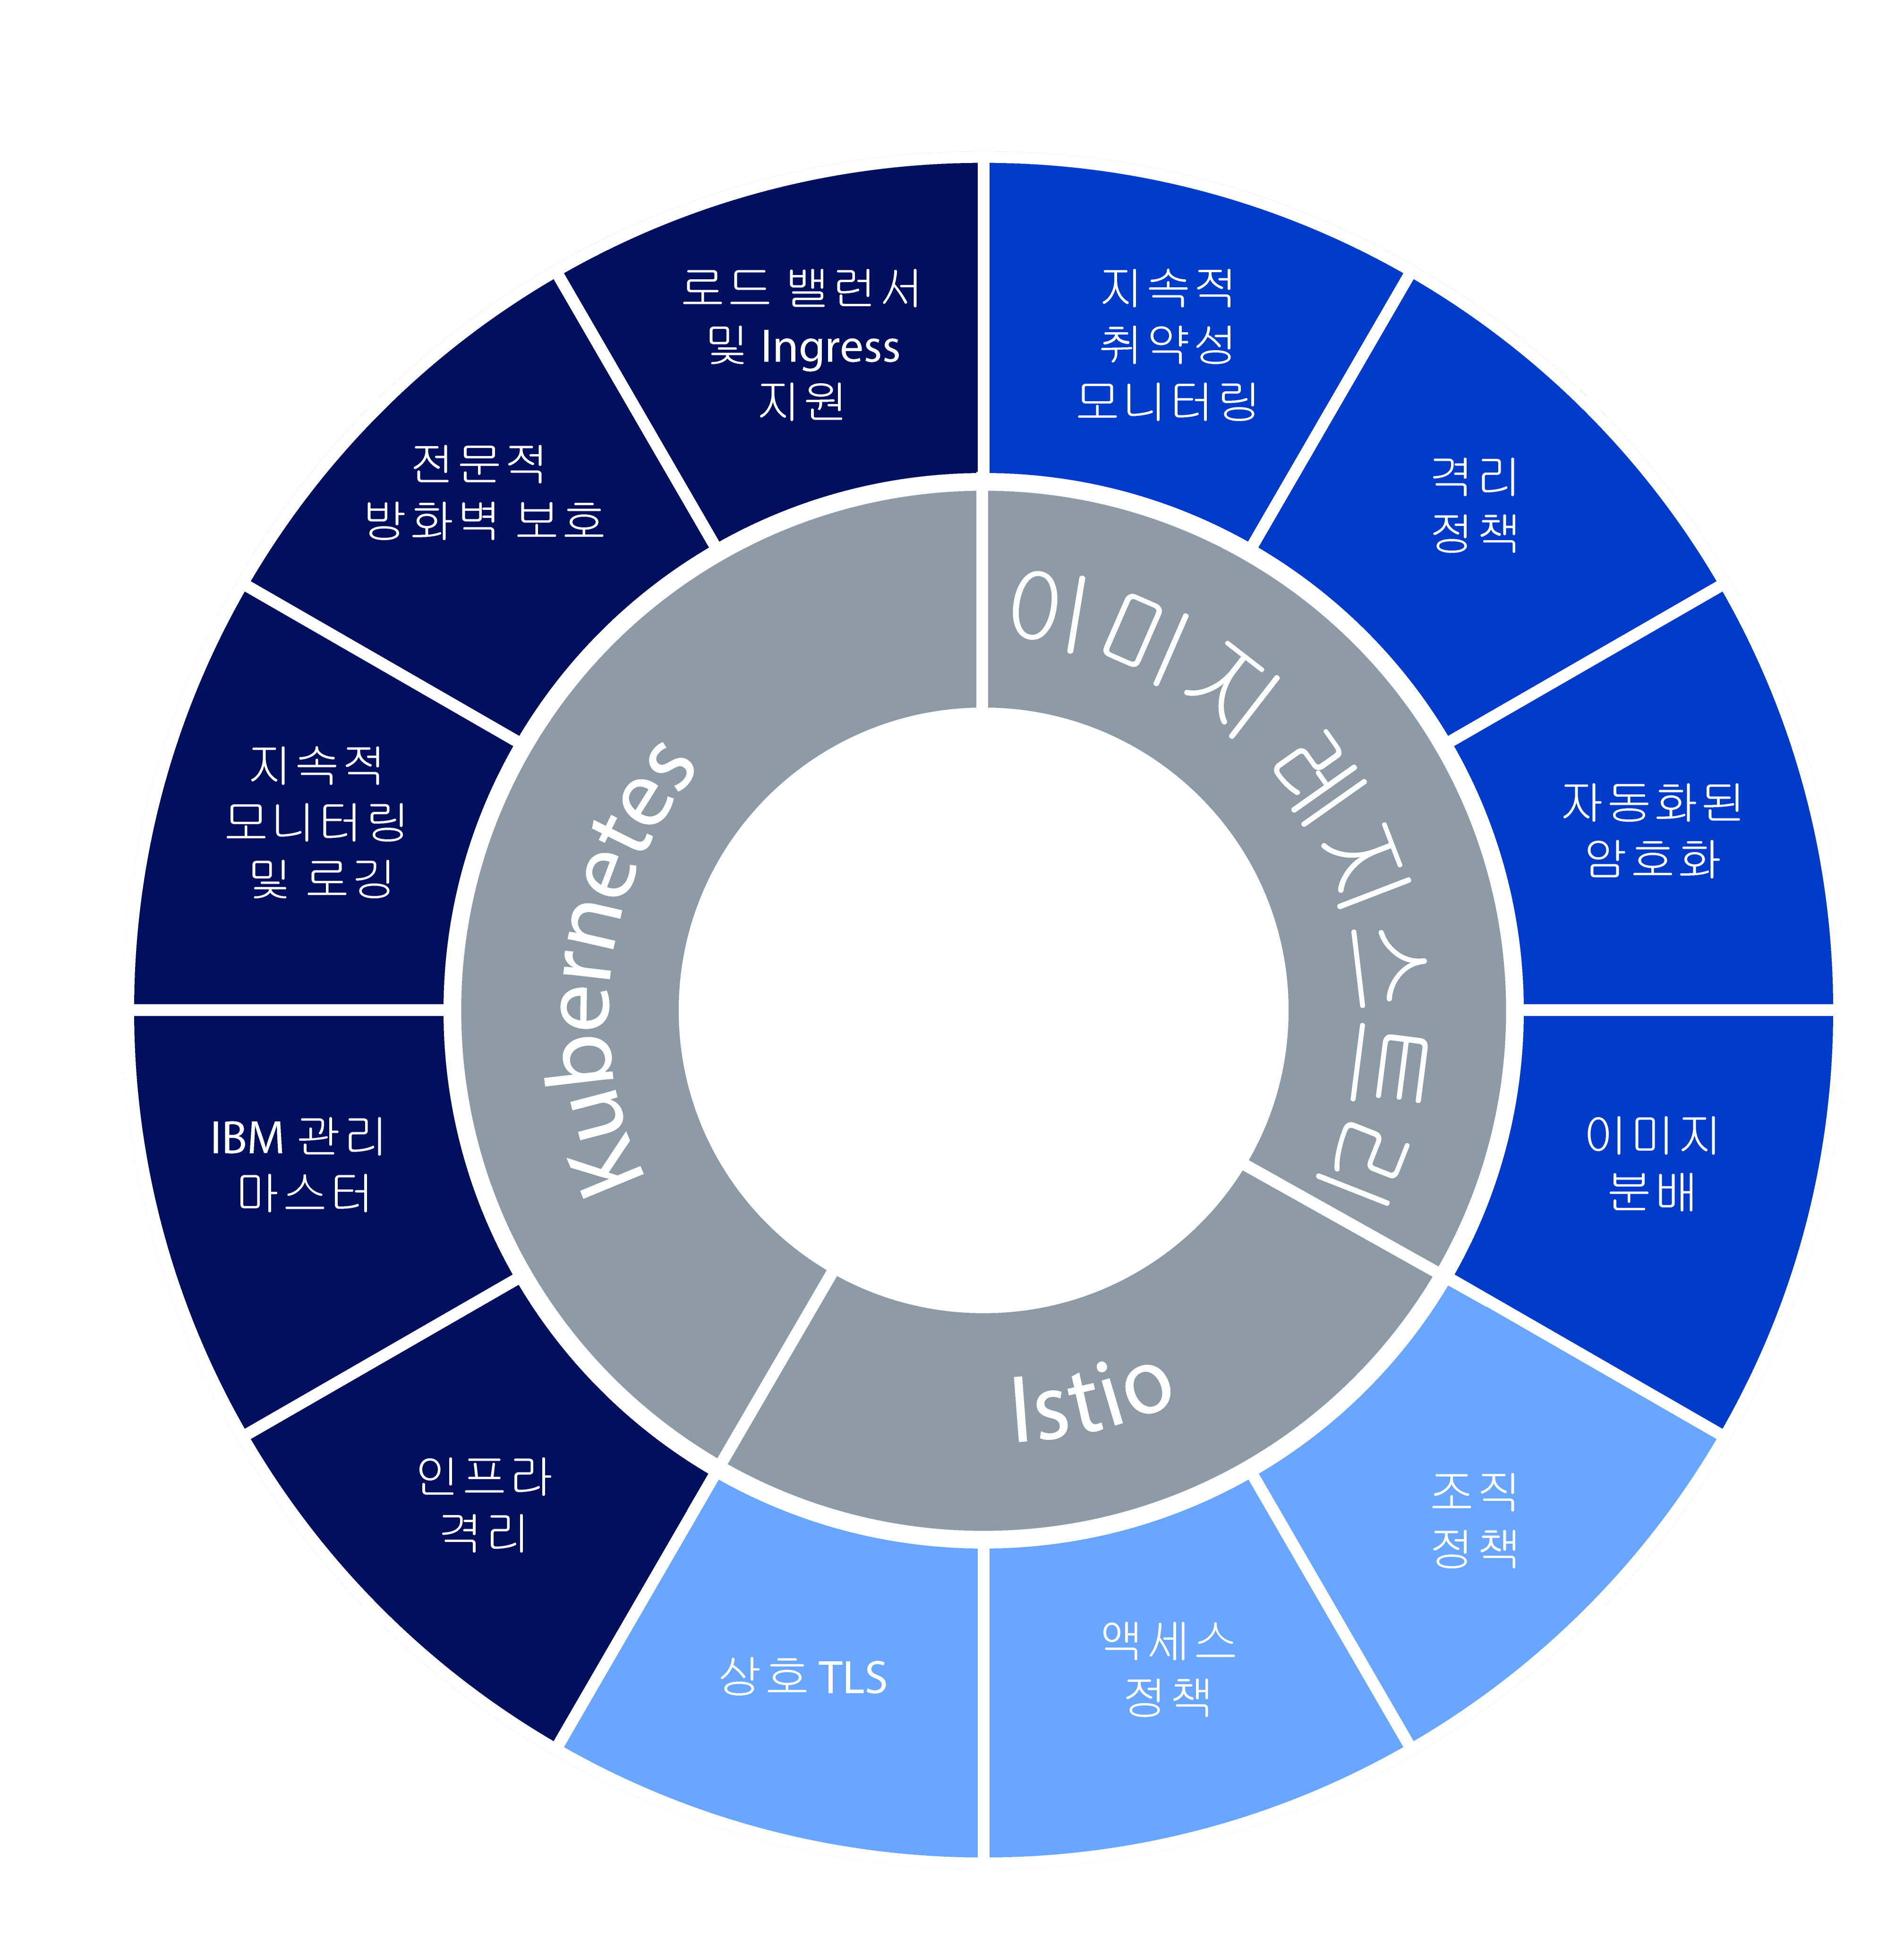 로드 밸런서
및 Ingress
지원
지속적
취약성
모니터링
격리
정책
자동화된
암호화
이미지
분배
조직
정책
액세스
정책
상호 TLS
인프라
격리
IBM 관리
마스터
지속적
모니터링
및 로깅
전문적
방화벽 보호
Kubernetes
이미지 레지스트리
Istio